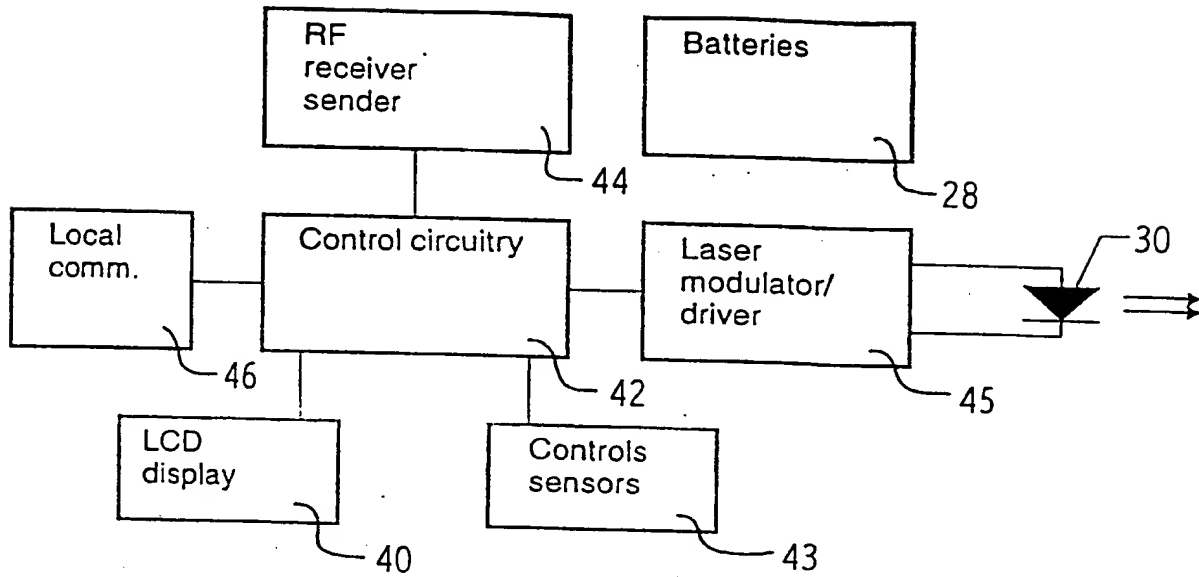 RF
receiver
sender
44
Batteries
28
Local
comm.
46
Control circuitry
42
Laser
modulator/
driver
45
30
LCD
display
40
Controls
sensors
43